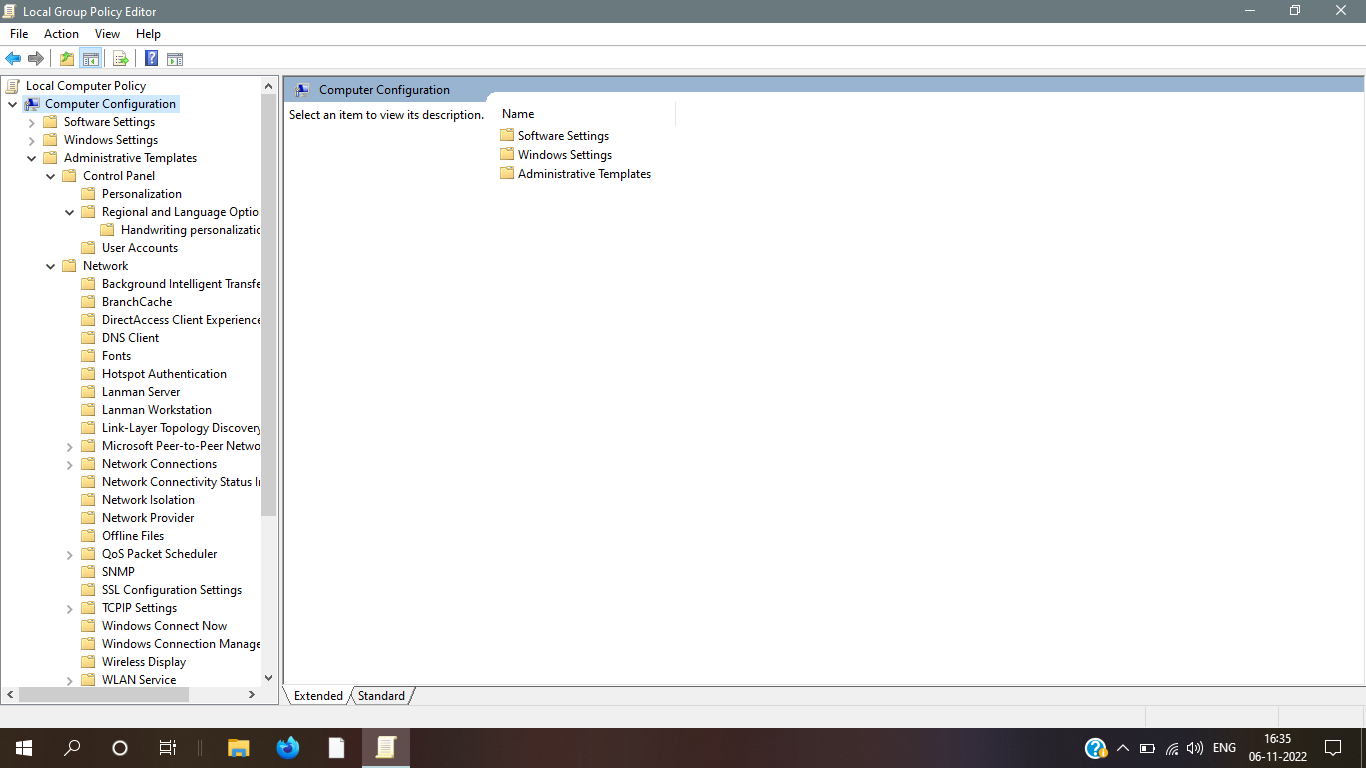 Local Group Policy Editor
File Action View Help
Local Computer Policy
Computer Configuration
Software Settings
Windows Settings
Administrative Templates
Control Panel
Personalization
Regional and Language Optio
Handwriting personalizatic
User Accounts
Network
Background Intelligent Transfe
BranchCache
DirectAccess Client Experience
DNS Client
Fonts
Hotspot Authentication
Lanman Server
Lanman Workstation
Link-Layer Topology Discovery
Microsoft Peer-to-Peer Netwo
Network Connections
Network Connectivity Status I
Network Isolation
Network Provider
Offline Files
QoS Packet Scheduler
SNMP
SSL Configuration Settings
TCPIP Settings
Windows Connect Now
Windows Connection Manage
Wireless Display
WLAN Service
Computer Configuration
Select an item to view its description.
Name
Software Settings
Windows Settings
Administrative Templates
Extended Standard
ENG
16:35
06-11-2022